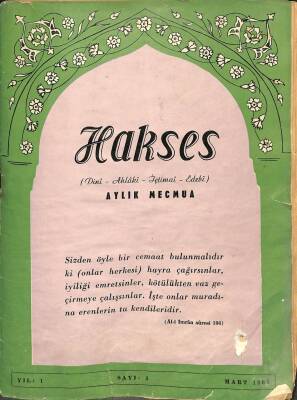 Hakses
(Dinî - Ahlâkî - İçtimaî - Edebî)
AYLIK MECMUA
Sizden öyle bir cemaat bulunmalıdır
ki (onlar herkesi) hayra çağırsınlar,
iyiliği emretsinler, kötülükten vaz ge-
çirmeye çalışsınlar. İşte onlar muradı-
na erenlerin ta kendileridir.
(Âl-i İmrân sûresi 104)
YIL: 1
SAYI: 3
MART